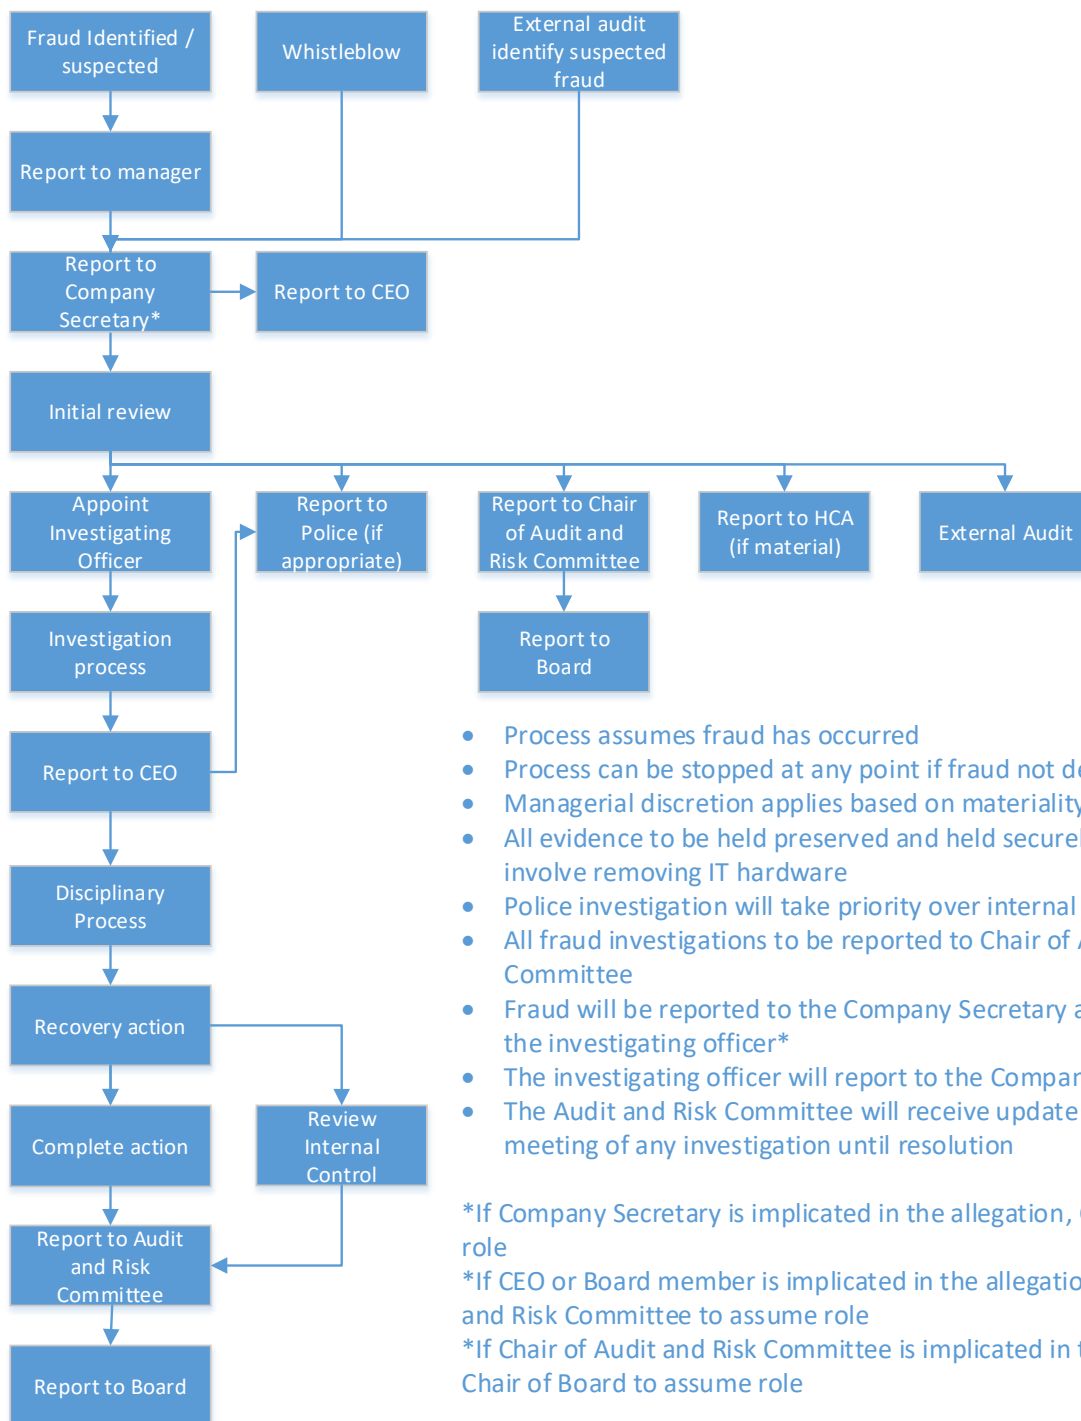 Fraud Identified /
suspected
Whistleblow
External audit
identify suspected
fraud
Report to manager
Report to
Company
Secretary*
Report to CEO
Initial review
Appoint
Investigating
Officer
Report to
Police (if
appropriate)
Report to Chair
of Audit and
Risk Committee
Report to HCA
(if material)
External Audit
Investigation
process
Report to
Board
Report to CEO
Disciplinary
Process
Recovery action
Complete action
Review
Internal
Control
Report to Audit
and Risk
Committee
Report to Board
• Process assumes fraud has occurred
• Process can be stopped at any point if fraud not
• Managerial discretion applies based on materiality
• All evidence to be held preserved and held
involve removing IT hardware
• Police investigation will take priority over internal
• All fraud investigations to be reported to Chair of
Committee
• Fraud will be reported to the Company Secretary
the investigating officer*
• The investigating officer will report to the
• The Audit and Risk Committee will receive update
meeting of any investigation until resolution
*If Company Secretary is implicated in the allegation,
role
*If CEO or Board member is implicated in the
and Risk Committee to assume role
*If Chair of Audit and Risk Committee is implicated in
Chair of Board to assume role